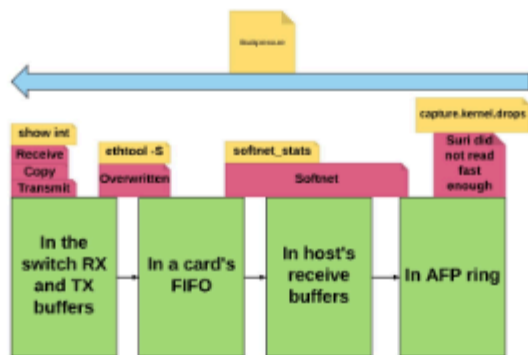 capture.kernel.drops
show int
Receive
Copy
Transmit
ethtool -S
Overwritten
softnet_stats
Softnet
Suri did
not read
fast
enough
In the
switch RX
and TX
buffers
In a card's
FIFO
In host's
receive
buffers
In AFP ring